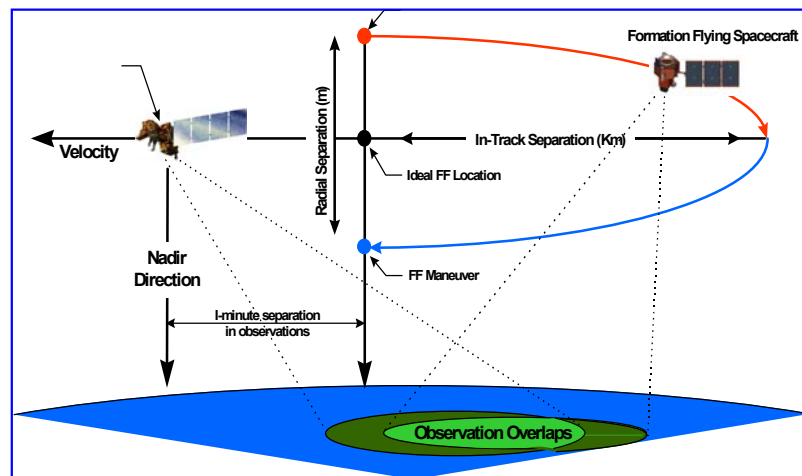 Formation Flying Spacecraft
Radial Separation (m)
In-Track Separation (Km)
Velocity
Ideal FF Location
Nadir
Direction
FF Maneuver
I-minute separation
in observations
Observation Overlaps